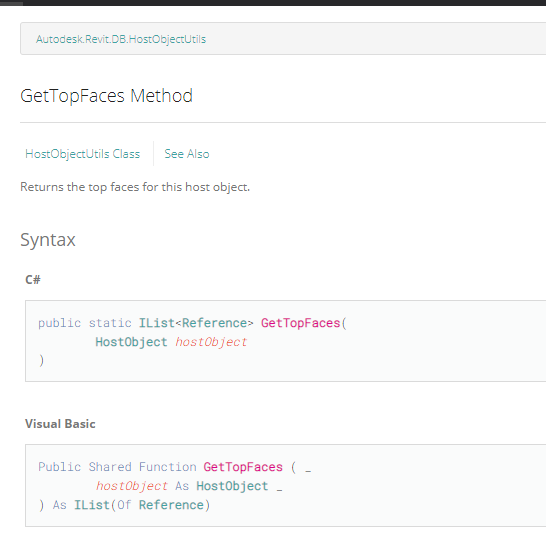 Autodesk.Revit.DB.HostObjectUtils
GetTopFaces Method
HostObjectUtils Class See Also
Returns the top faces for this host object.
Syntax
C#
public static IList<Reference> GetTopFaces(
        HostObject hostObject
)
Visual Basic
Public Shared Function GetTopFaces ( _
        hostObject As HostObject _
) As IList(Of Reference)